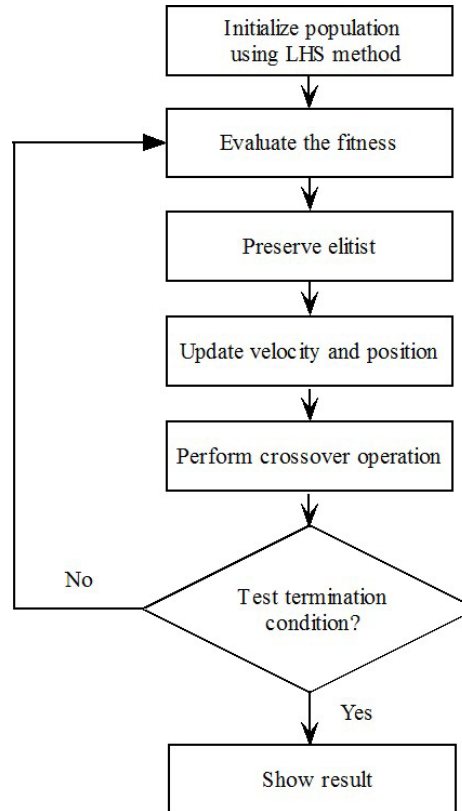 Initialize population
using LHS method
Evaluate the fitness
Preserve elitist
Update velocity and position
Perform crossover operation
No
Test termination
condition?
Yes
Show result